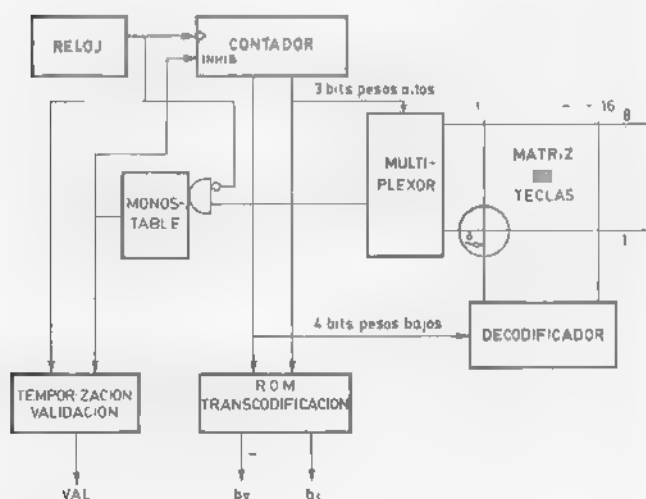 RELOJ
CONTADOR
INHIB
3 bits pesos altos
1
16
8
MULTI-
PLEXOR
MATRIZ
TECLAS
1
MONOS-
TABLE
4 bits pesos bajos
DECODIFICADOR
TEMPORIZACION
VALIDACION
ROM
TRANSCODIFICACION
VAL